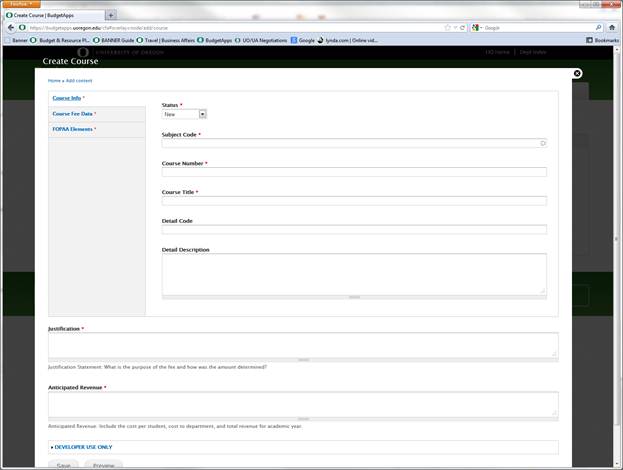 Firefox
Create Course | BudgetApps
+
https://budgetapps.uoregon.edu/cfa#overlay=node/add/course
Google
Banner Budget & Resource Pl... BANNER Guide Travel | Business Affairs BudgetApps UO/UA Negotiations Google lynda.com | Online vid... Bookmarks
UNIVERSITY OF OREGON UO Home | Dept Index
Create Course
Home » Add content
Course Info *
Course Fee Data *
FOPAA Elements *
Status *
New
Subject Code *
Course Number *
Course Title *
Detail Code
Detail Description
Justification *
Justification Statement: What is the purpose of the fee and how was the amount determined?
Anticipated Revenue *
Anticipated Revenue: Include the cost per student, cost to department, and total revenue for academic year.
DEVELOPER USE ONLY
Save Preview